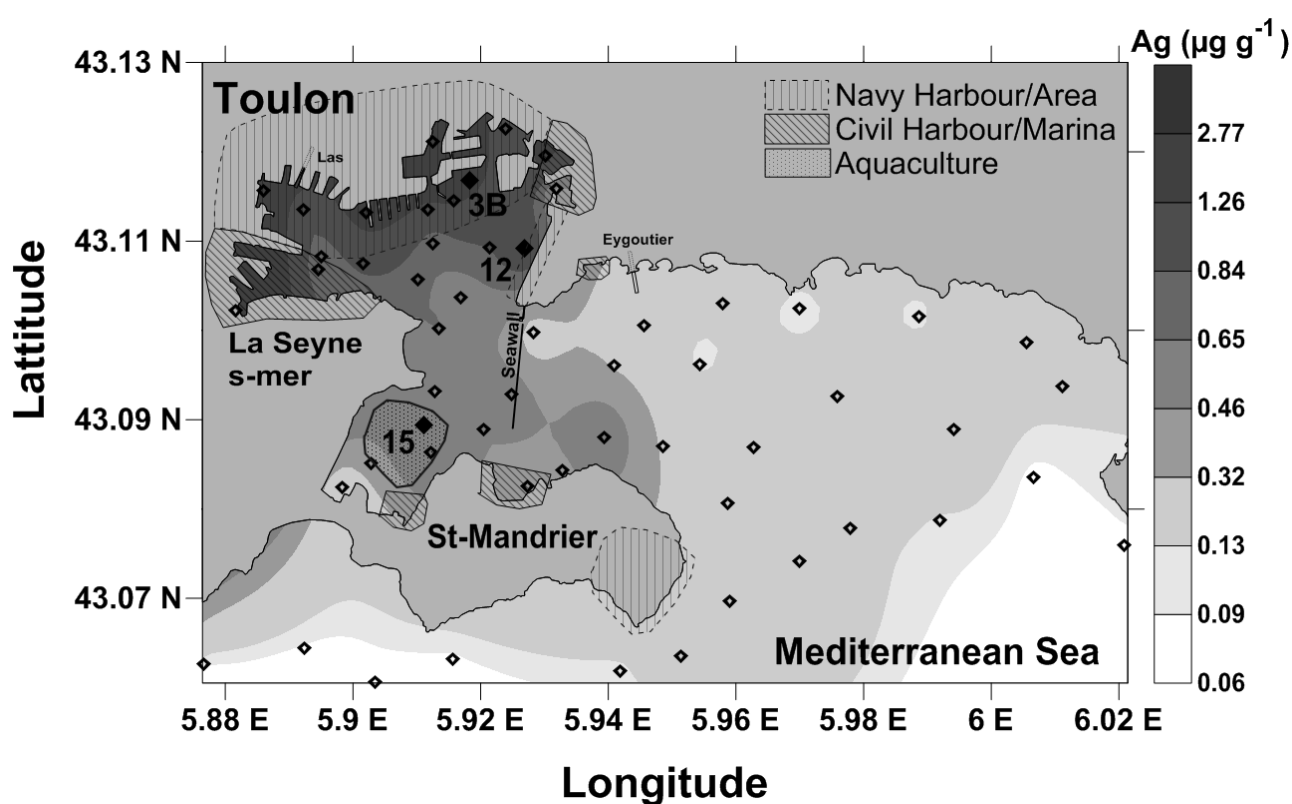 Ag (µg g-1)
43.13 N
Toulon
Navy Harbour/Area
Civil Harbour/Marina
Aquaculture
2.77
Las
1.26
3B
0.84
43.11 N
12
Eygoutier
0.65
La Seyne
s-mer
Seawall
0.46
43.09 N
15
0.32
St-Mandrier
0.13
43.07 N
0.09
Mediterranean Sea
0.06
5.88 E
5.9 E
5.92 E
5.94 E
5.96 E
5.98 E
6 E
6.02 E
Lattitude
Longitude